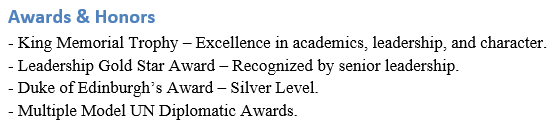 Awards & Honors
- King Memorial Trophy – Excellence in academics, leadership, and character.
- Leadership Gold Star Award – Recognized by senior leadership.
- Duke of Edinburgh’s Award – Silver Level.
- Multiple Model UN Diplomatic Awards.